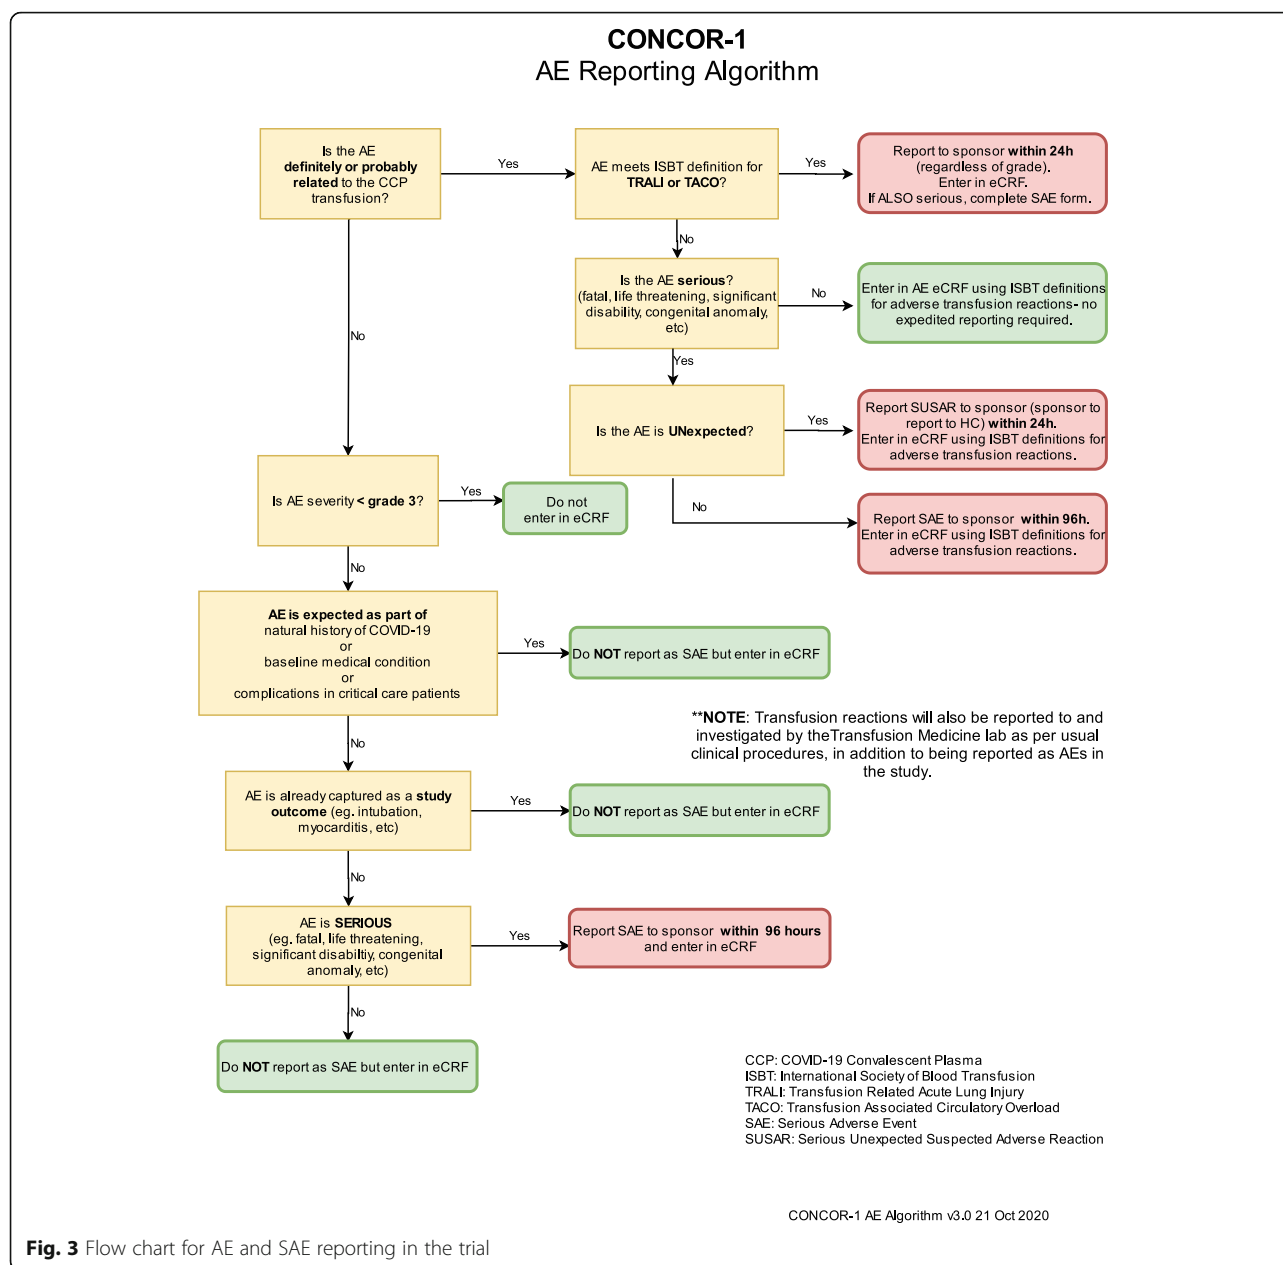 CONCOR-1
AE Reporting Algorithm
Is the AE
definitely or probably
related to the CCP
transfusion?
Yes
AE meets ISBT definition for
TRALI or TACO?
Yes
Report to sponsor within 24h
(regardless of grade).
Enter in eCRF.
If ALSO serious, complete SAE form.
No
Is the AE serious?
(fatal, life threatening, significant
disability, congenital anomaly,
etc)
No
Enter in AE eCRF using ISBT definitions
for adverse transfusion reactions- no
expedited reporting required.
No
Yes
Is the AE is UNexpected?
Yes
Report SUSAR to sponsor (sponsor to
report to HC) within 24h.
Enter in eCRF using ISBT definitions for
adverse transfusion reactions.
Is AE severity < grade 3?
Yes
Do not
enter in eCRF
No
Report SAE to sponsor within 96h.
Enter in eCRF using ISBT definitions for
adverse transfusion reactions.
No
AE is expected as part of
natural history of COVID-19
or
baseline medical condition
or
complications in critical care patients
Yes
Do NOT report as SAE but enter in eCRF
**NOTE: Transfusion reactions will also be reported to and
investigated by theTransfusion Medicine lab as per usual
clinical procedures, in addition to being reported as AEs in
the study.
No
AE is already captured as a study
outcome (eg. intubation,
myocarditis, etc)
Yes
Do NOT report as SAE but enter in eCRF
No
AE is SERIOUS
(eg. fatal, life threatening,
significant disabiltiy, congenital
anomaly, etc)
Yes
Report SAE to sponsor within 96 hours
and enter in eCRF
No
Do NOT report as SAE but enter in eCRF
CCP: COVID-19 Convalescent Plasma
ISBT: International Society of Blood Transfusion
TRALI: Transfusion Related Acute Lung Injury
TACO: Transfusion Associated Circulatory Overload
SAE: Serious Adverse Event
SUSAR: Serious Unexpected Suspected Adverse Reaction
CONCOR-1 AE Algorithm v3.0 21 Oct 2020
Fig. 3 Flow chart for AE and SAE reporting in the trial